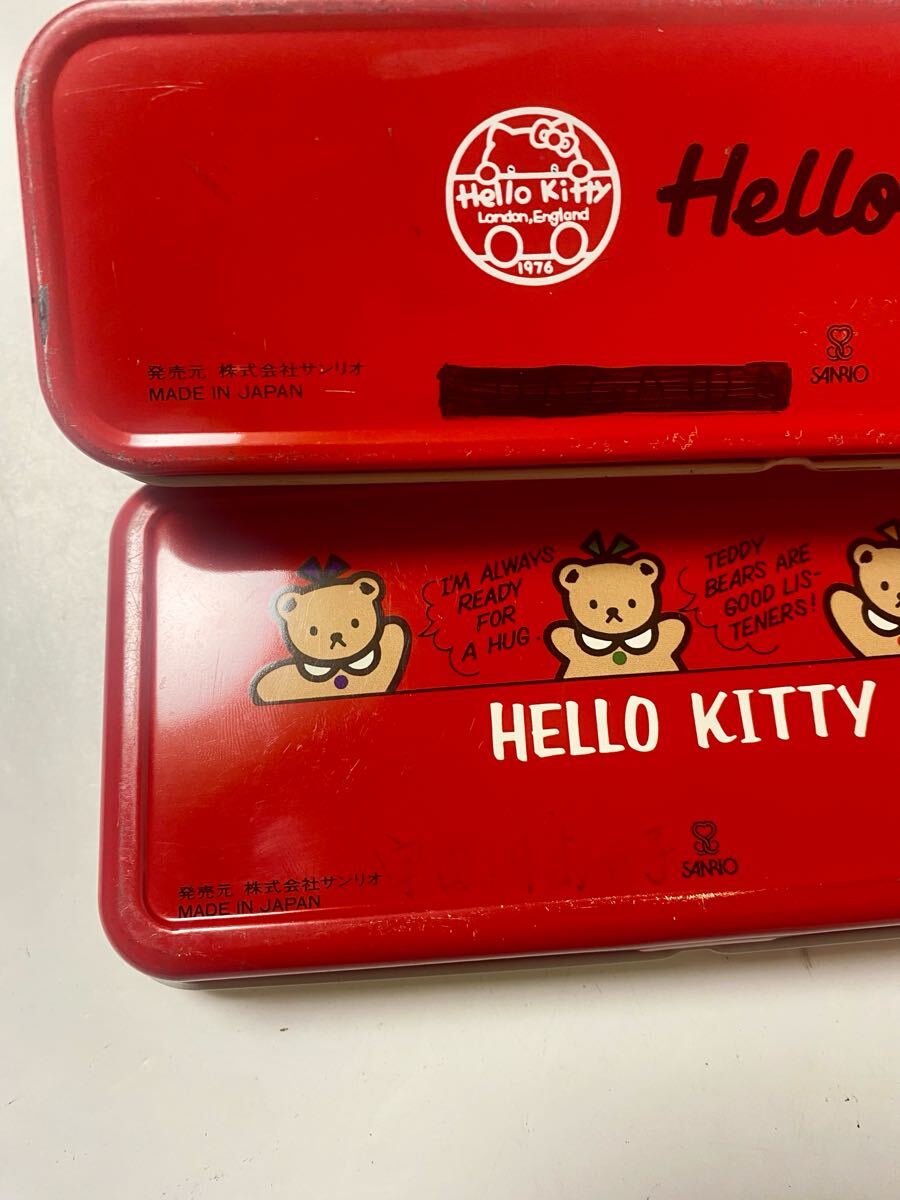 Hello Kitty
London, England
1976
Hello
発売元 株式会社サンリオ
MADE IN JAPAN
SANRIO
I'M ALWAYS
READY
FOR
A HUG.
TEDDY
BEARS ARE
GOOD LIS-
TENERS!
HELLO KITTY
発売元 株式会社サンリオ
MADE IN JAPAN
SANRIO